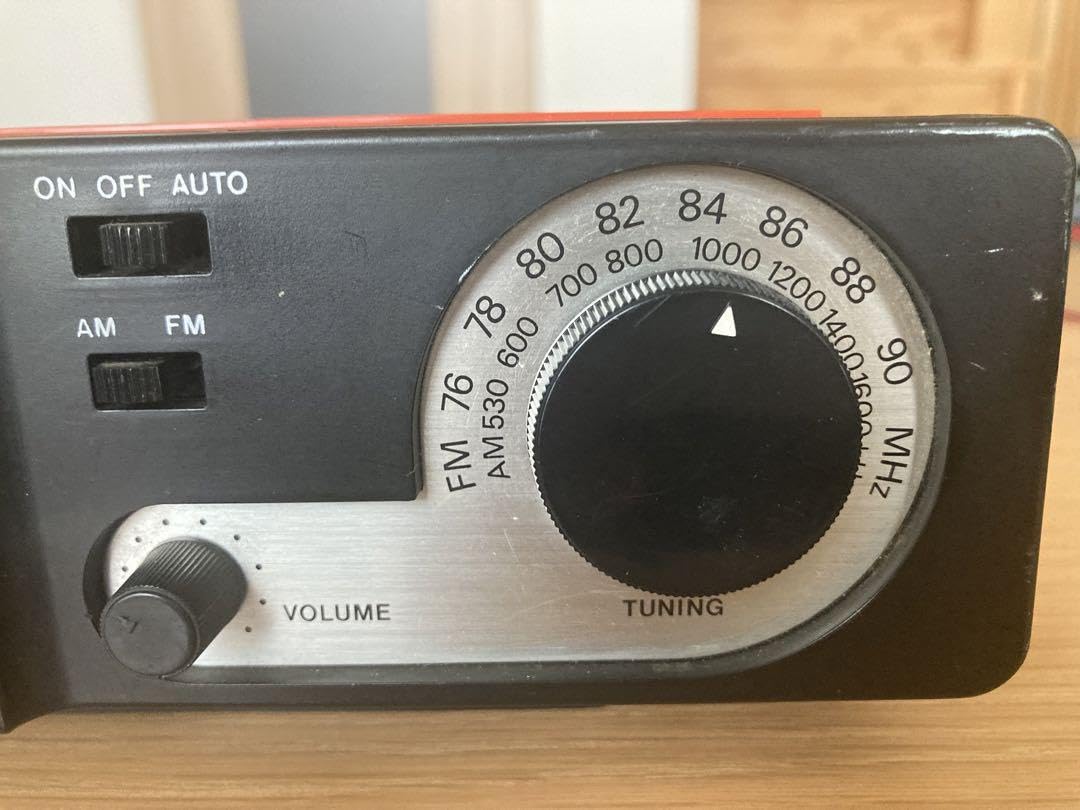 ON OFF AUTO
AM FM
FM 76 78 80 82 84 86 88 90 MHz
AM 530 600 700 800 1000 1200 1400 1600
VOLUME
TUNING